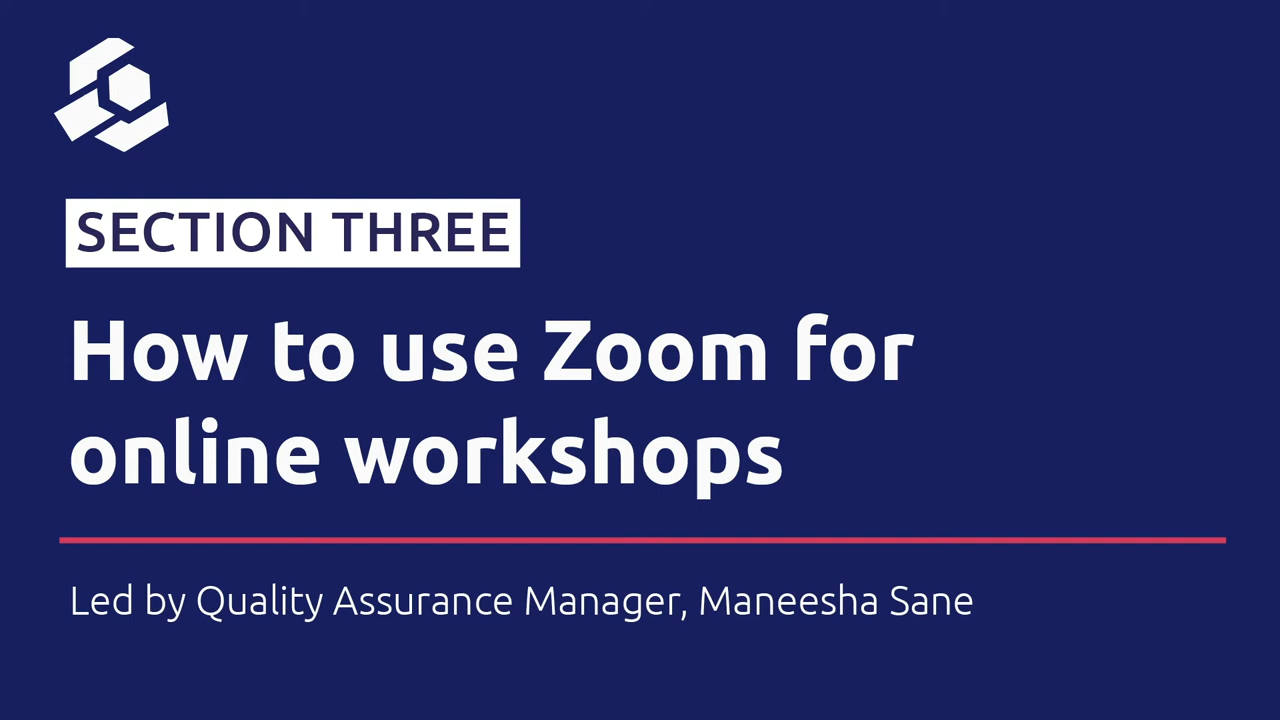 SECTION THREE
How to use Zoom for
online workshops
Led by Quality Assurance Manager, Maneesha Sane